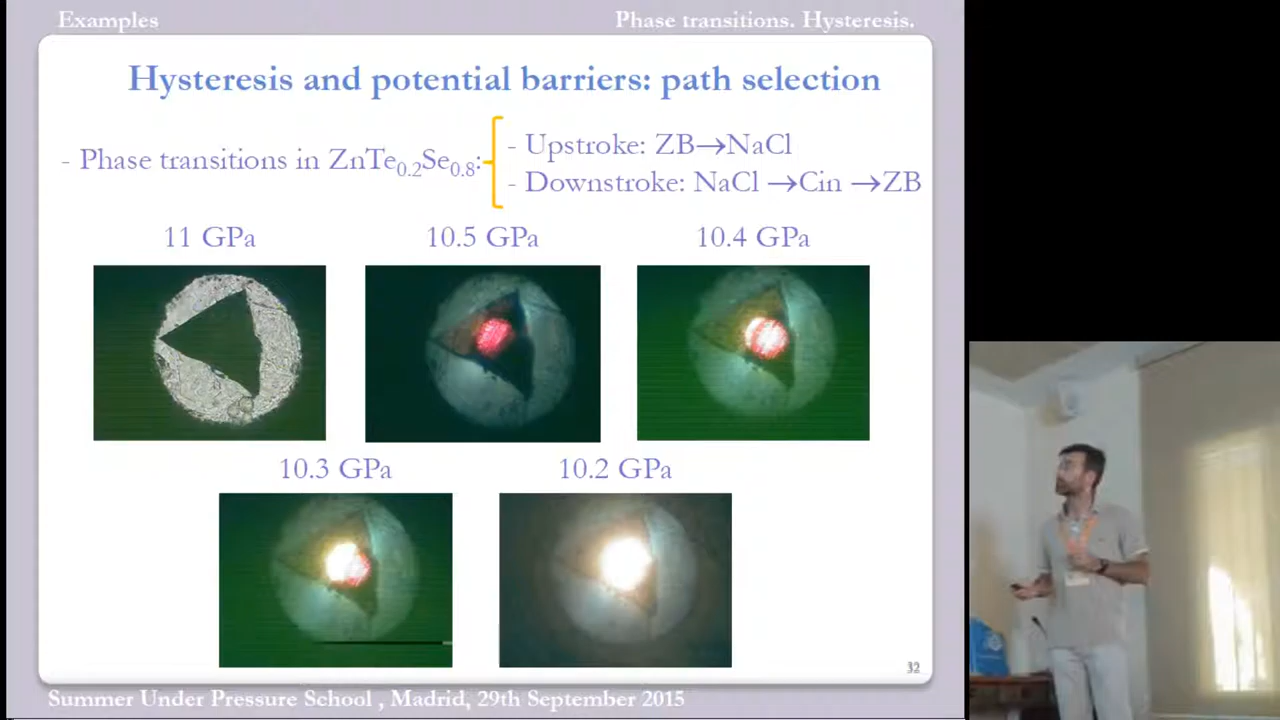 Examples
Phase transitions. Hysteresis.
Hysteresis and potential barriers: path selection
- Phase transitions in ZnTe0.2Se0.8:
- Upstroke: ZB→NaCl
- Downstroke: NaCl →Cin →ZB
11 GPa
10.5 GPa
10.4 GPa
10.3 GPa
10.2 GPa
32
Summer Under Pressure School , Madrid, 29th September 2015